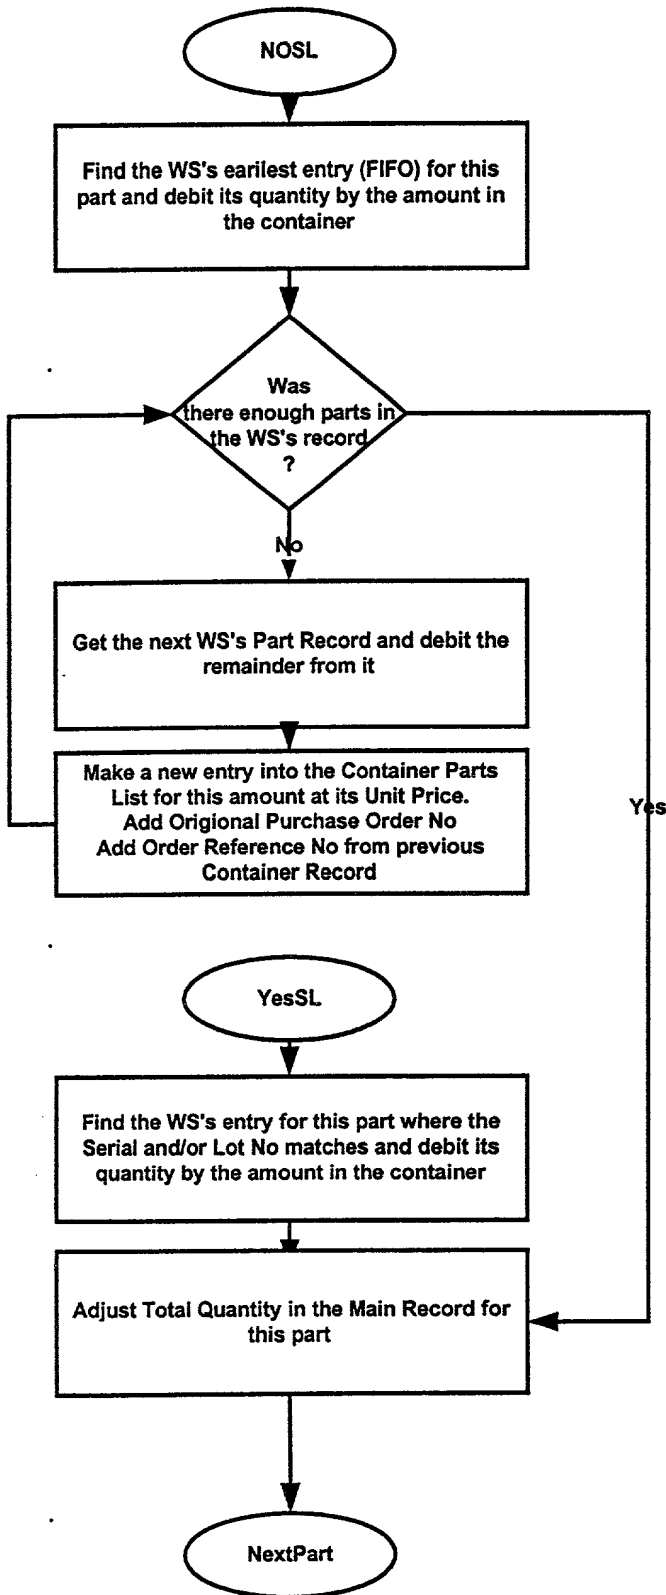 NOSL
Find the WS's earilest entry (FIFO) for this
part and debit its quantity by the amount in
the container
Was
there enough parts in
the WS's record
?
No
Get the next WS's Part Record and debit the
remainder from it
Make a new entry into the Container Parts
List for this amount at its Unit Price.
Add Origional Purchase Order No
Add Order Reference No from previous
Container Record
Yes
YesSL
Find the WS's entry for this part where the
Serial and/or Lot No matches and debit its
quantity by the amount in the container
Adjust Total Quantity in the Main Record for
this part
NextPart